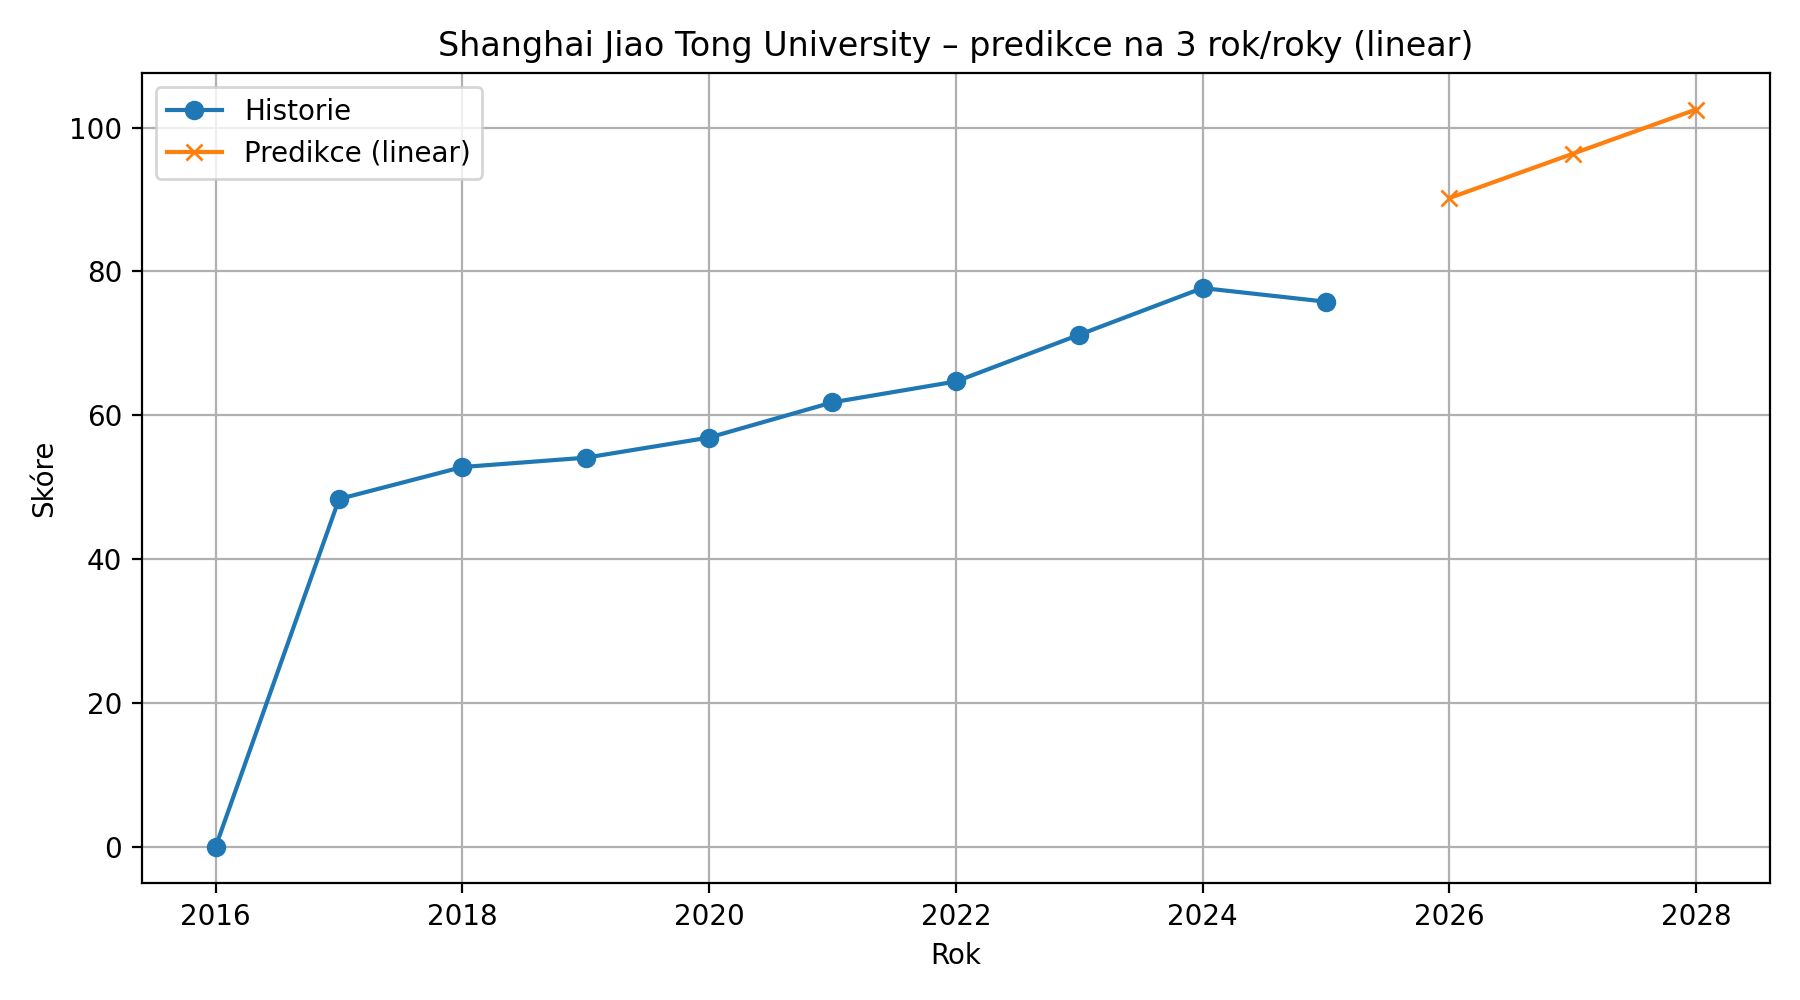 Shanghai Jiao Tong University – predikce na 3 rok/roky (linear)
Historie
Predikce (linear)
100
80
60
40
20
0
Skóre
2016
2018
2020
2022
2024
2026
2028
Rok